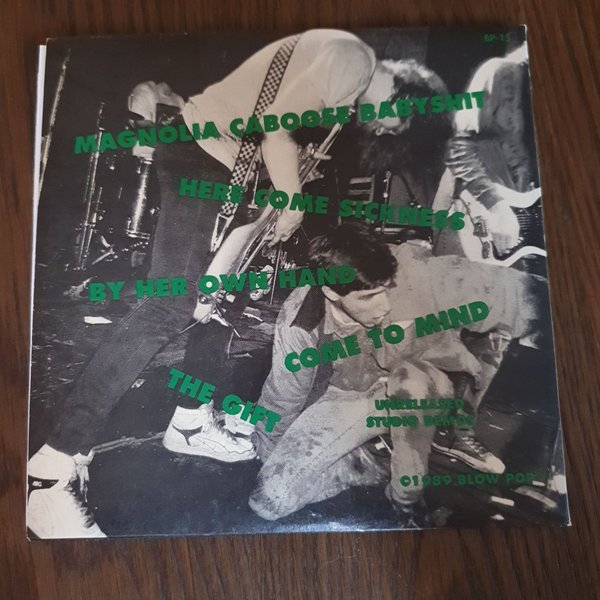 BP-15
MAGNOLIA CABOOSE BABYSHIT
HERE COME SICKNESS
BY HER OWN HAND
COME TO MIND
THE GIFT
UNRELEASED
STUDIO DEMOS
©1989 BLOW POP